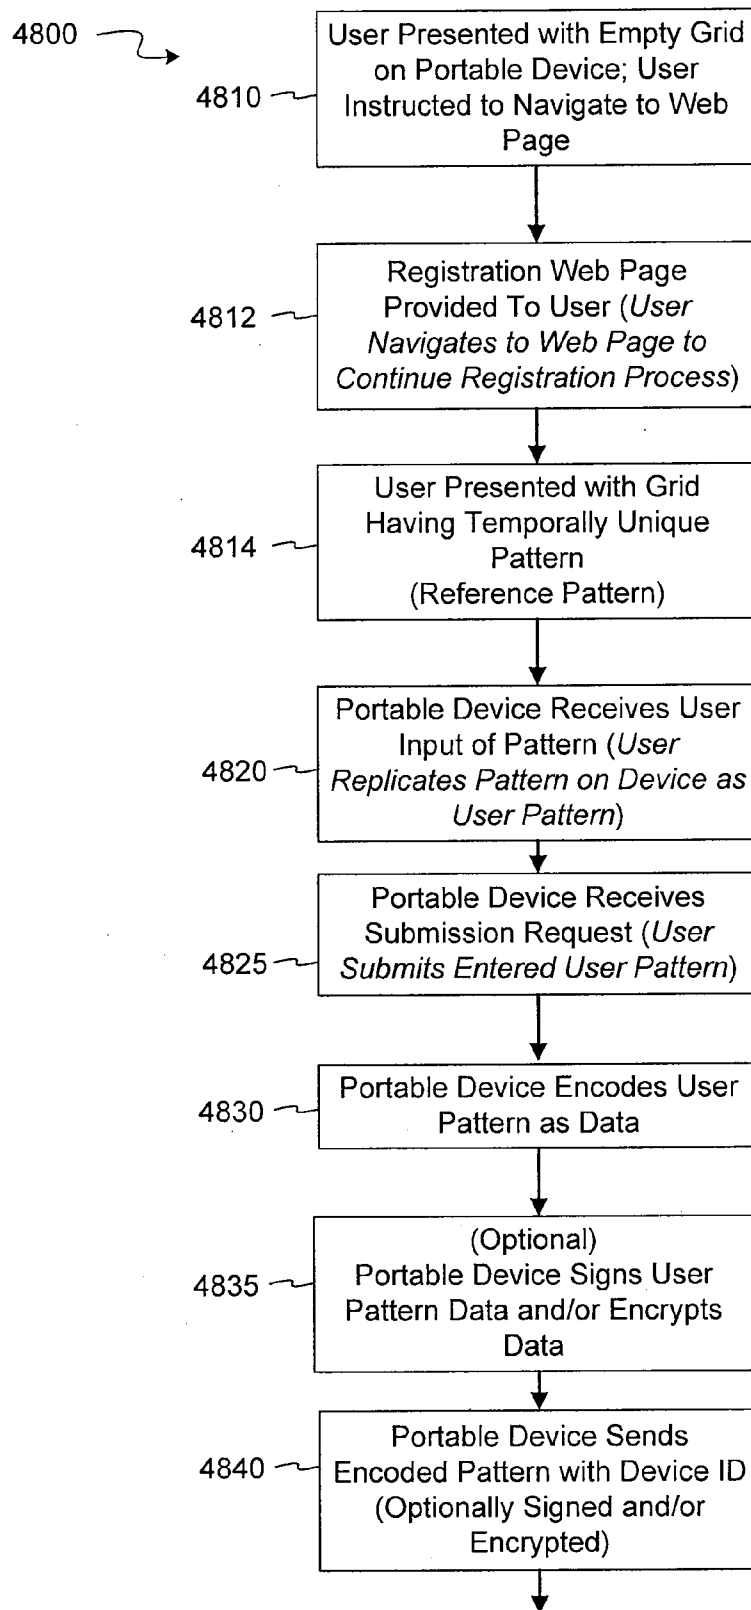 4800
User Presented with Empty Grid
on Portable Device; User
Instructed to Navigate to Web
Page
4810
Registration Web Page
Provided To User (User
Navigates to Web Page to
Continue Registration Process)
4812
User Presented with Grid
Having Temporally Unique
Pattern
(Reference Pattern)
4814
Portable Device Receives User
Input of Pattern (User
Replicates Pattern on Device as
User Pattern)
4820
Portable Device Receives
Submission Request (User
Submits Entered User Pattern)
4825
Portable Device Encodes User
Pattern as Data
4830
(Optional)
Portable Device Signs User
Pattern Data and/or Encrypts
Data
4835
Portable Device Sends
Encoded Pattern with Device ID
(Optionally Signed and/or
Encrypted)
4840